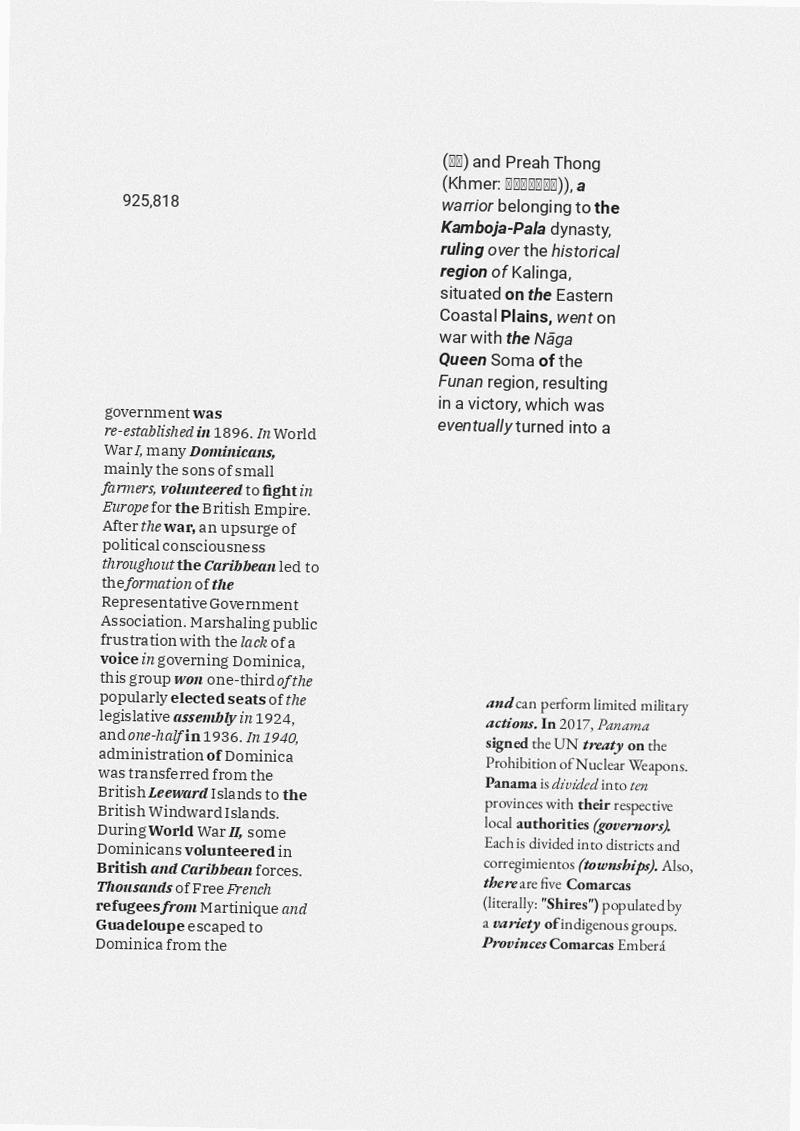 925,818
government was
re-established in 1896. In World
War I, many Dominicans,
mainly the sons of small
farmers, volunteered to fight in
Europe for the British Empire.
After the war, an upsurge of
political consciousness
throughout the Caribbean led to
the formation of the
Representative Government
Association. Marshaling public
frustration with the lack of a
voice in governing Dominica,
this group won one-third of the
popularly elected seats of the
legislative assembly in 1924,
and one-half in 1936. In 1940,
administration of Dominica
was transferred from the
British Leeward Islands to the
British Windward Islands.
During World War II, some
Dominicans volunteered in
British and Caribbean forces.
Thousands of Free French
refugees from Martinique and
Guadeloupe escaped to
Dominica from the
() and Preah Thong
(Khmer: )), a
warrior belonging to the
Kamboja-Pala dynasty,
ruling over the historical
region of Kalinga,
situated on the Eastern
Coastal Plains, went on
war with the Nāga
Queen Soma of the
Funan region, resulting
in a victory, which was
eventually turned into a
and can perform limited military
actions. In 2017, Panama
signed the UN treaty on the
Prohibition of Nuclear Weapons.
Panama is divided into ten
provinces with their respective
local authorities (governors).
Each is divided into districts and
corregimientos (townships). Also,
there are five Comarcas
(literally: "Shires") populated by
a variety of indigenous groups.
Provinces Comarcas Emberá